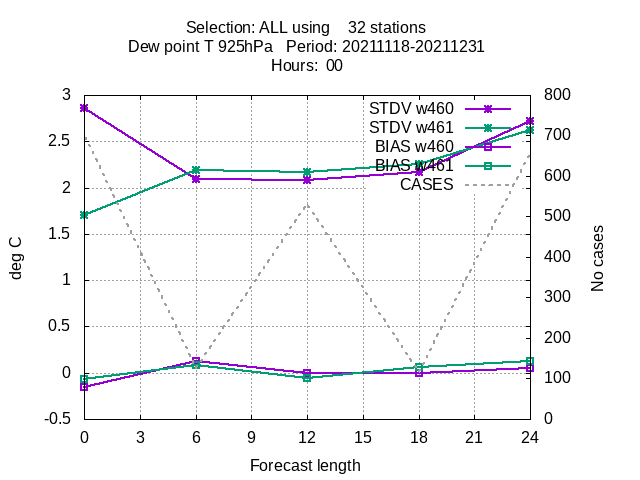 Selection: ALL using 32 stations
Dew point T 925hPa Period: 20211118-20211231
Hours: 00
3
2.5
2
1.5
1
0.5
0
-0.5
deg C
800
700
600
500
400
300
200
100
0
No cases
STDV w460
STDV w461
BIAS w460
BIAS w461
CASES
0 3 6 9 12 15 18 21 24
Forecast length